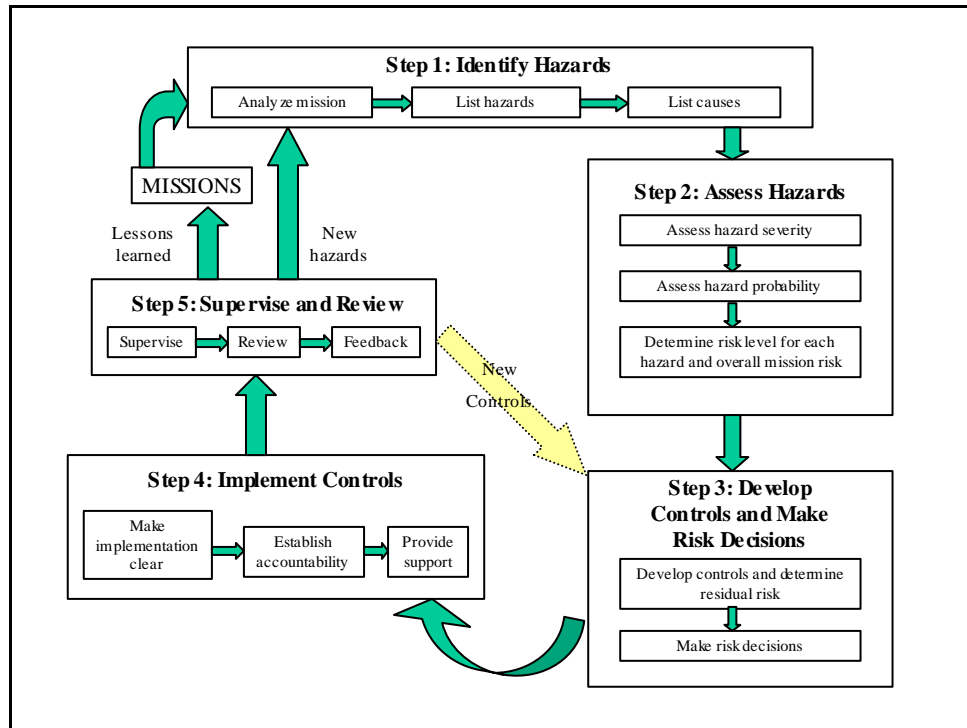 Step 1: Identify Hazards
Analyze mission
List hazards
List causes
MISSIONS
Step 2: Assess Hazards
Assess hazard severity
Assess hazard probability
Determine risk level for each
hazard and overall mission risk
Lessons
learned
New
hazards
Step 5: Supervise and Review
Supervise
Review
Feedback
New
Controls
Step 4: Implement Controls
Make
implementation
clear
Establish
accountability
Provide
support
Step 3: Develop
Controls and Make
Risk Decisions
Develop controls and determine
residual risk
Make risk decisions